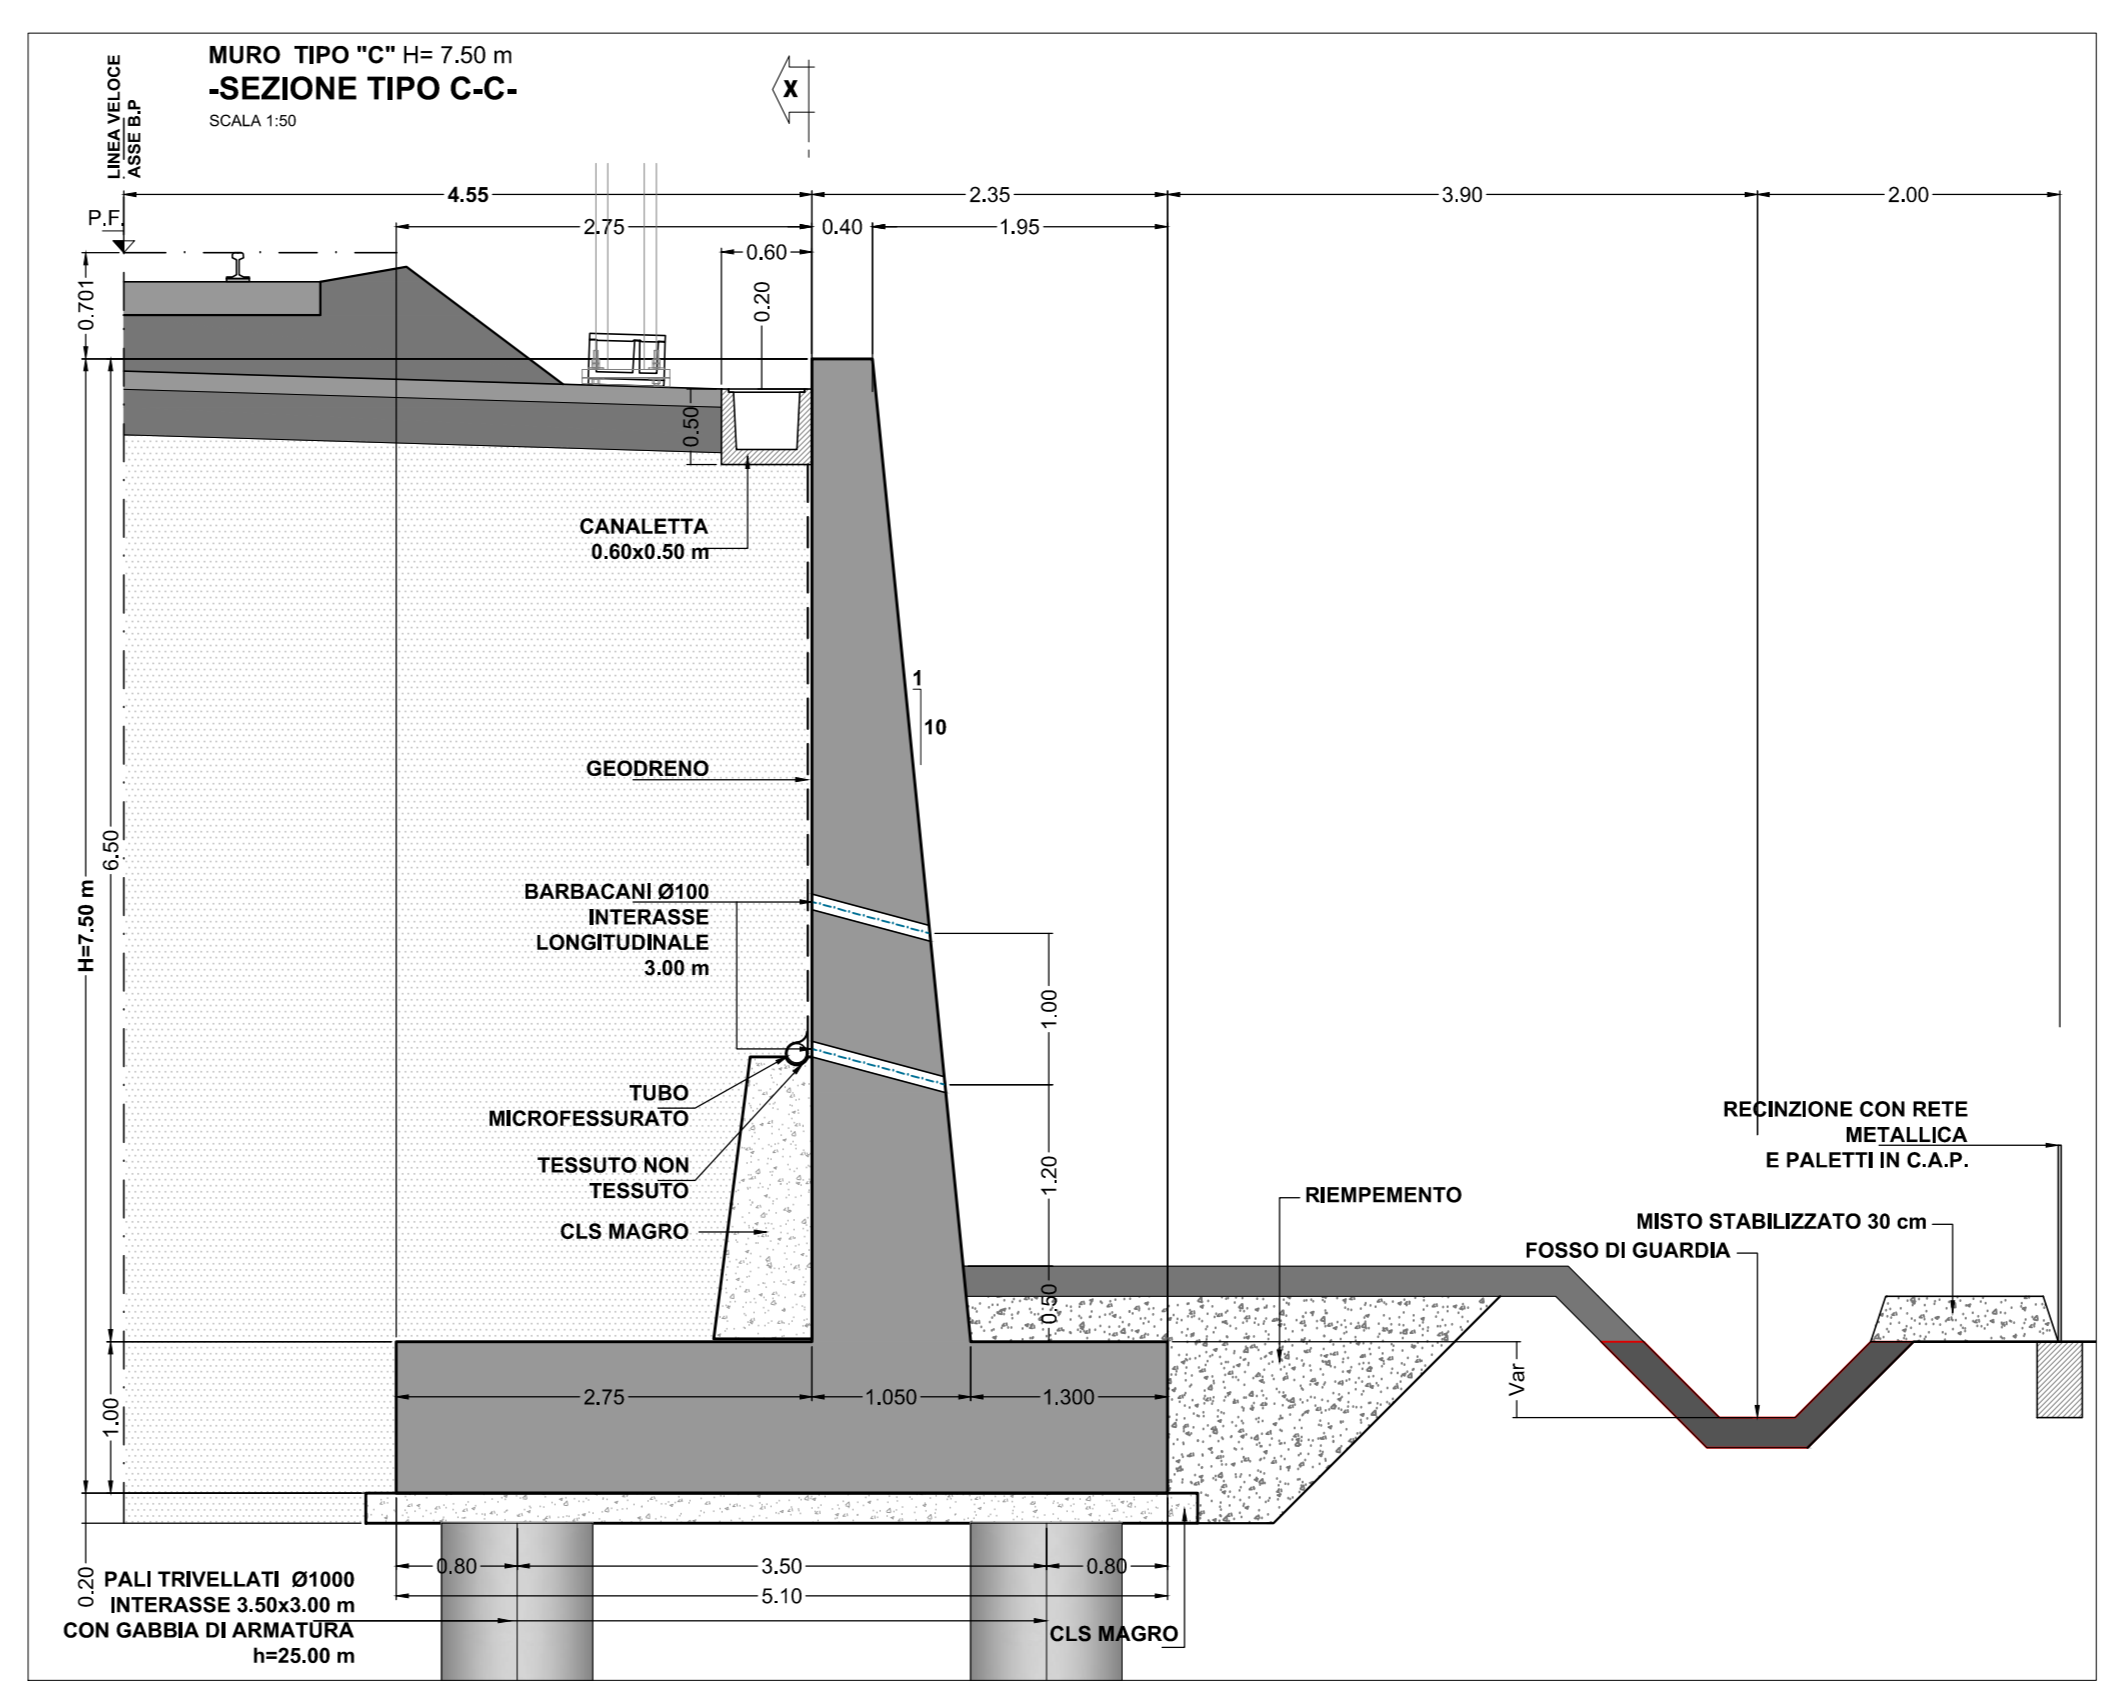 MURO TIPO "C" H= 7.50 m
-SEZIONE TIPO C-C-
SCALA 1:50
LINEA VELOCE
ASSE B.P
X
4.55
2.35
3.90
2.00
P.F.
2.75
0.40
1.95
0.60
0.20
0.701
0.50
CANALETTA
0.60x0.50 m
1
10
GEODRENO
6.50
H=7.50 m
BARBACANI Ø100
INTERASSE
LONGITUDINALE
3.00 m
1.00
TUBO
MICROFESSURATO
TESSUTO NON
TESSUTO
CLS MAGRO
1.20
0.50
RECINZIONE CON RETE
METALLICA
E PALETTI IN C.A.P.
RIEMPEMENTO
MISTO STABILIZZATO 30 cm
FOSSO DI GUARDIA
Var
2.75
1.050
1.300
1.00
0.20
0.80
3.50
0.80
5.10
PALI TRIVELLATI Ø1000
INTERASSE 3.50x3.00 m
CON GABBIA DI ARMATURA
h=25.00 m
CLS MAGRO